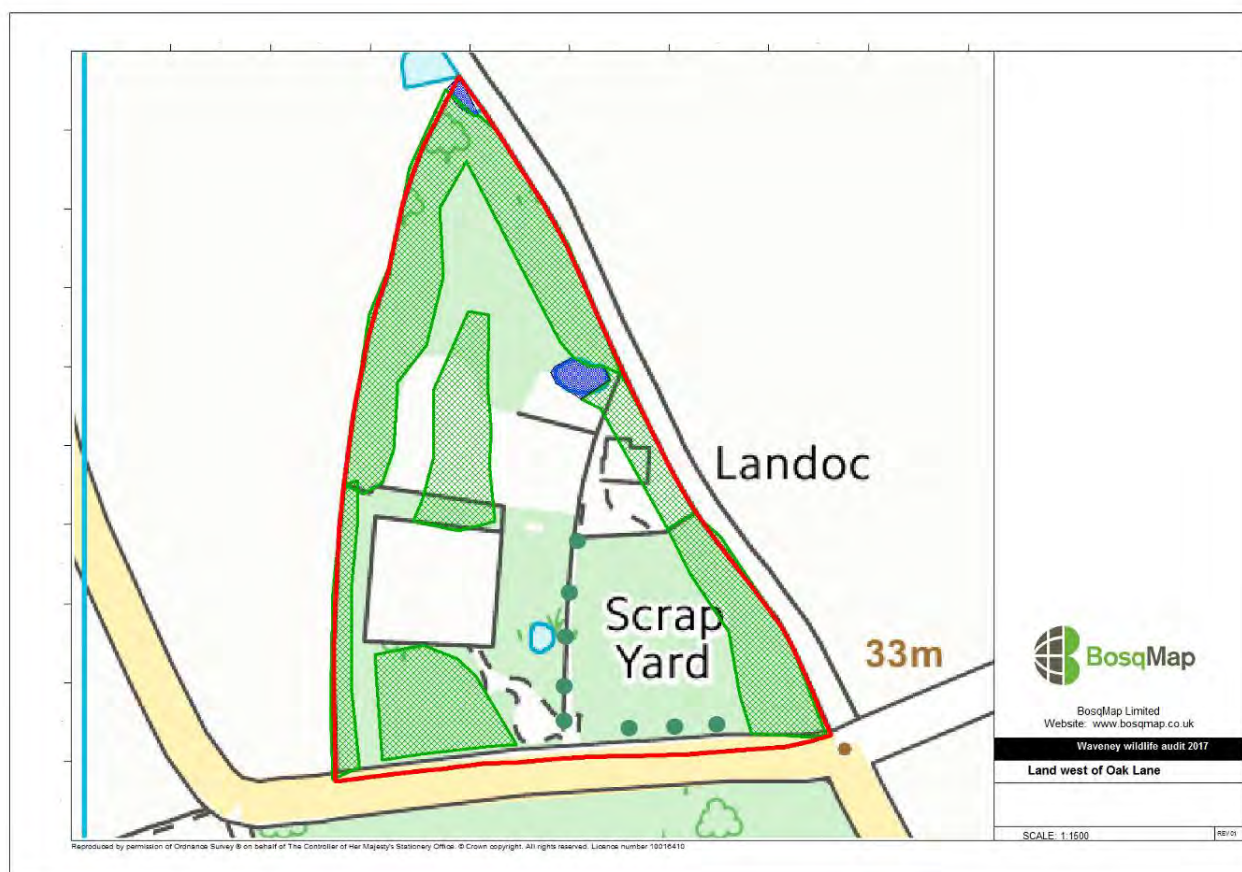 Landoc
Scrap
Yard
33m
BosqMap
BosqMap Limited
Website: www.bosqmap.co.uk
Waveney wildlife audit 2017
Land west of Oak Lane
SCALE: 1:1500
REV 01
Reproduced by permission of Ordnance Survey ® on behalf of The Controller of Her Majesty's Stationery Office. © Crown copyright. All rights reserved. Licence number 10016410